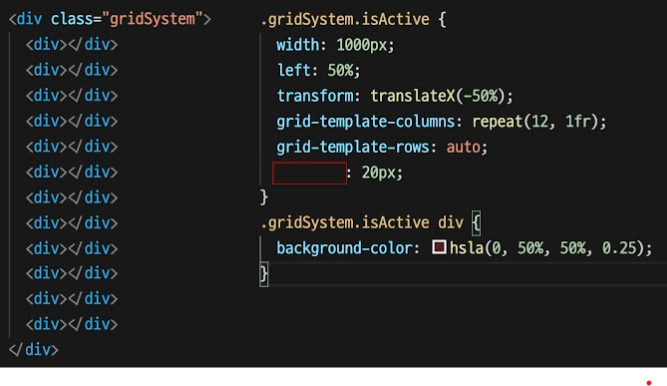 <div class="gridSystem">
<div></div>
<div></div>
<div></div>
<div></div>
<div></div>
<div></div>
<div></div>
<div></div>
<div></div>
<div></div>
<div></div>
<div></div>
</div>
.gridSystem.isActive {
width: 1000px;
left: 50%;
transform: translateX(-50%);
grid-template-columns: repeat(12, 1fr);
grid-template-rows: auto;
: 20px;
}
.gridSystem.isActive div {
background-color: hsla(0, 50%, 50%, 0.25);
}